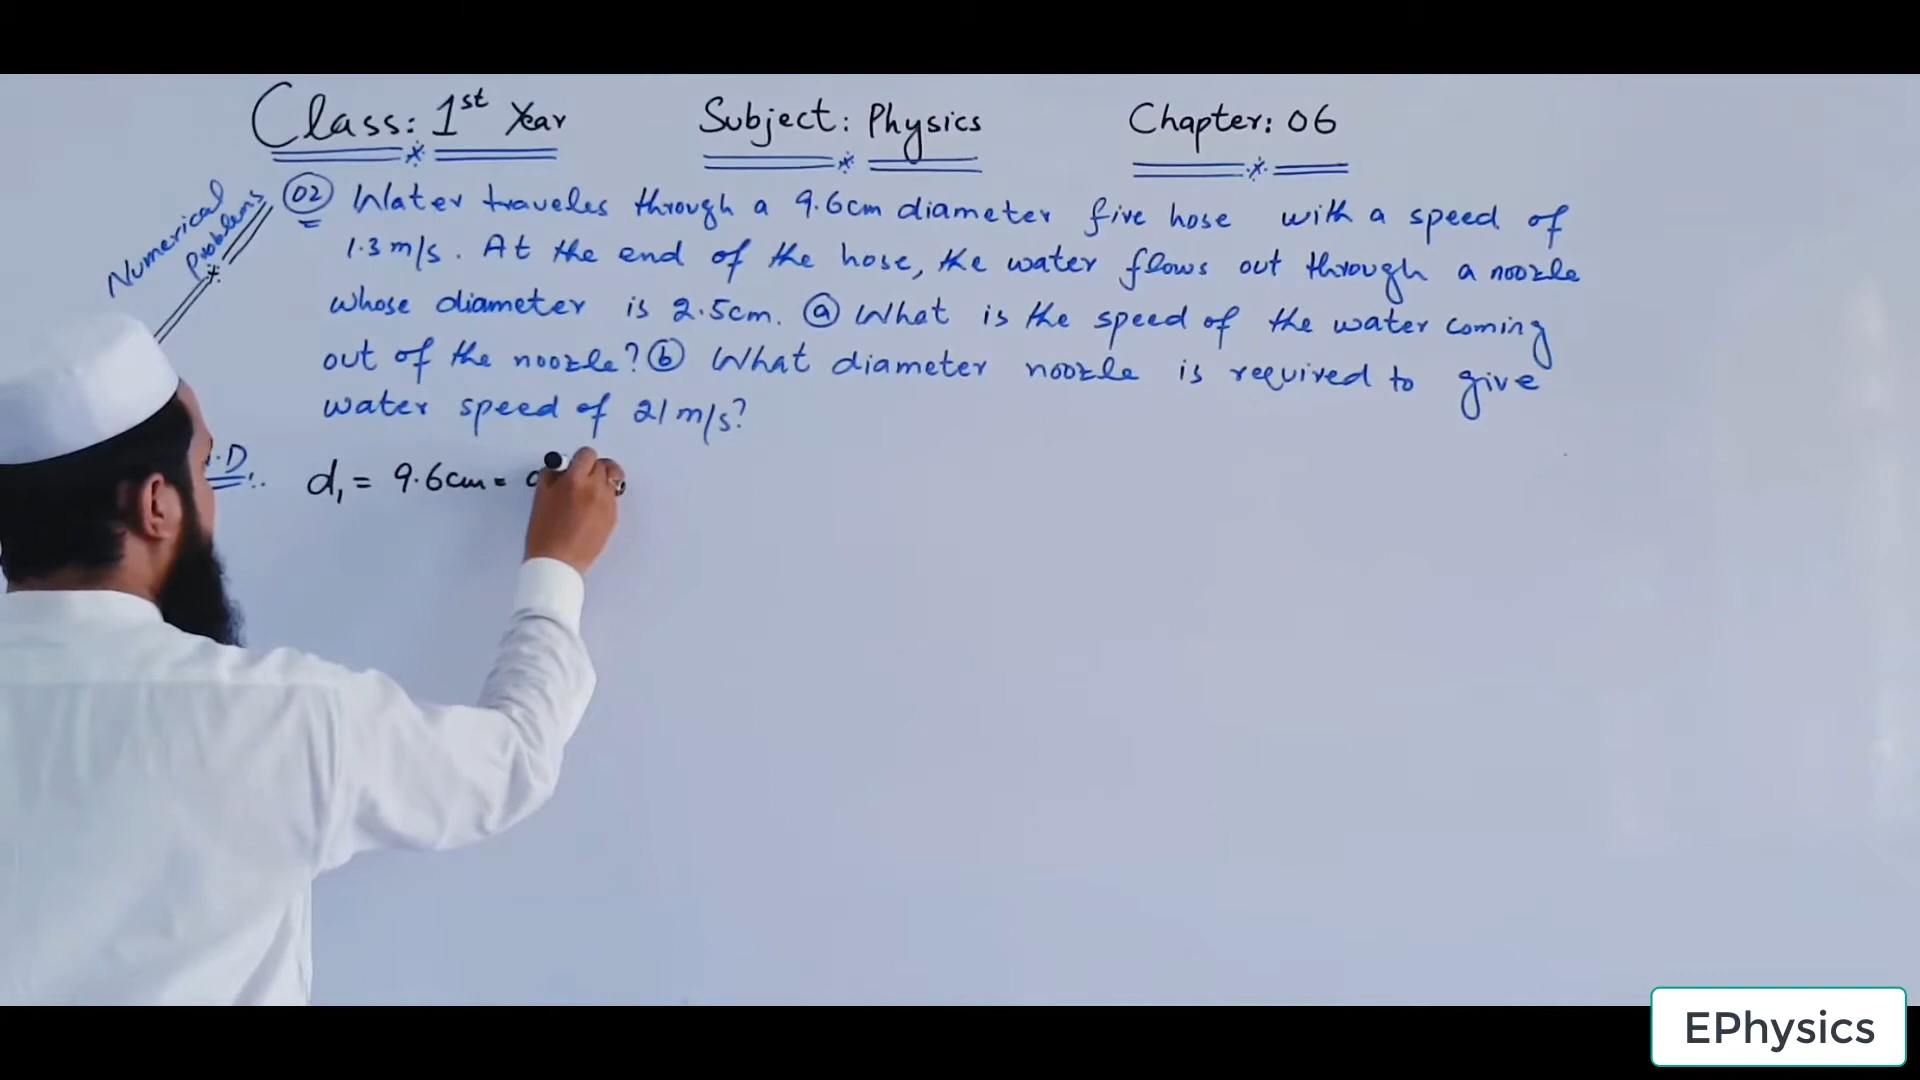 Class: 1st Year
Subject: Physics
Chapter: 06
Numerical
Problems
02 Water traveles through a 9.6cm diameter fire hose with a speed of
1.3 m/s. At the end of the hose, the water flows out through a noozle
whose diameter is 2.5cm. a What is the speed of the water coming
out of the noozle? b What diameter noozle is required to give
water speed of 21 m/s?
.D:.
d1 = 9.6cm =
EPhysics